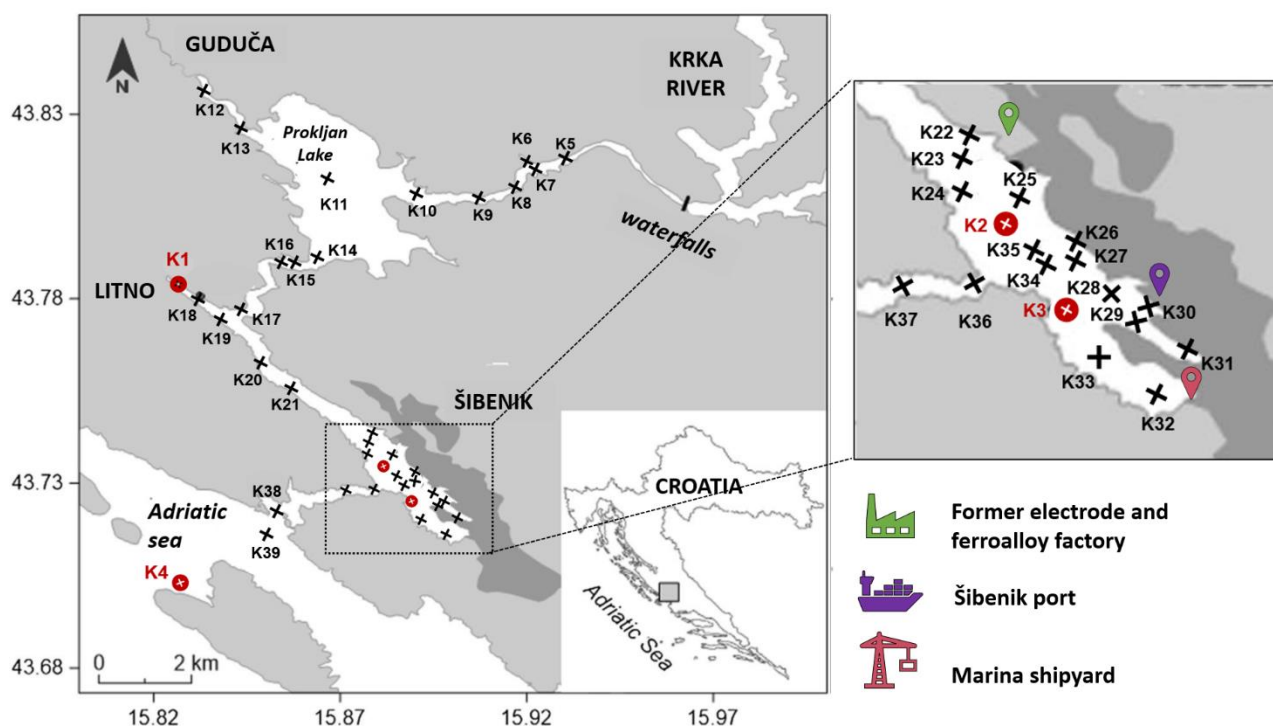 GUDUČA
KRKA
RIVER
N
43.83
43.78
43.73
43.68
K12
K13
Prokljan
Lake
K11
K6
K5
K7
K8
K10
K9
waterfalls
K16
K14
K15
K1
LITNO
K18
K17
K19
K20
K21
ŠIBENIK
K38
Adriatic
sea
K39
K4
0 2 km
15.82 15.87 15.92 15.97
CROATIA
Adriatic Sea
K22
K23
K24
K25
K2
K26
K35
K27
K34
K28
K3
K29
K30
K37
K36
K31
K33
K32
Former electrode and
ferroalloy factory
Šibenik port
Marina shipyard